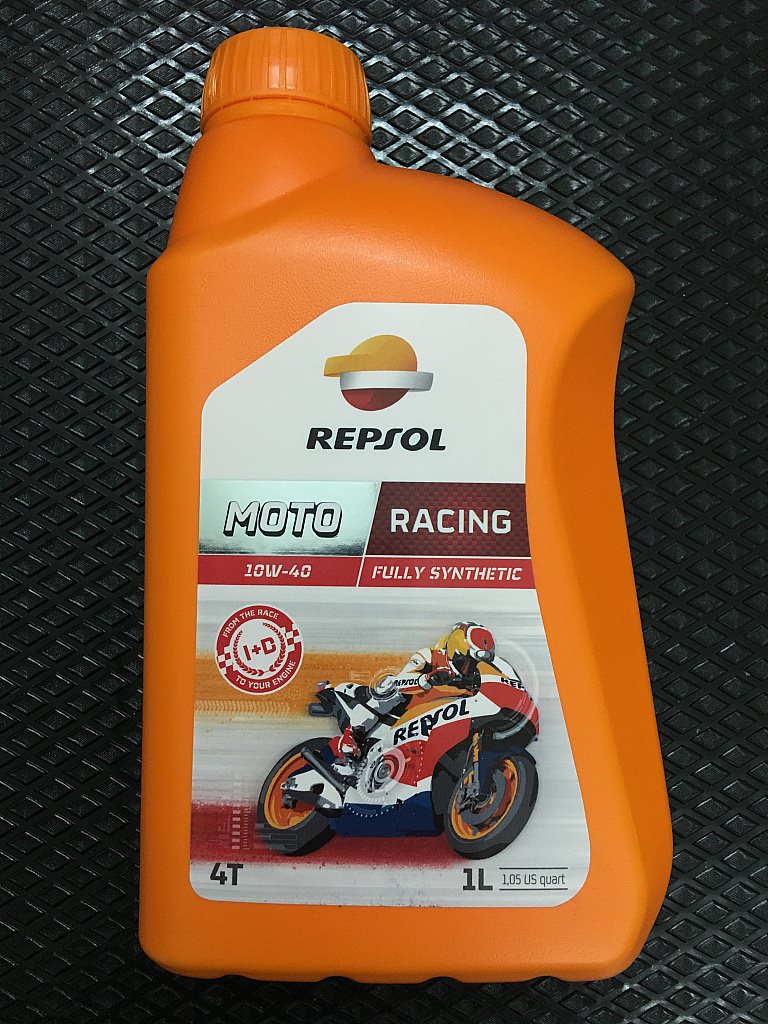 REPSOL
MOTO RACING
10W-40 FULLY SYNTHETIC
FROM THE RACE
I+D
TO YOUR ENGINE
REPSOL
REPSOL
4T 1L 1,05 US quart